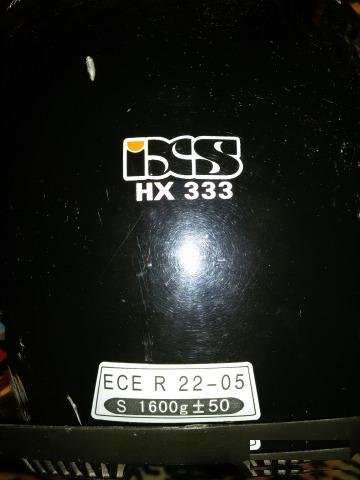 iXS
HX 333
ECE R 22-05
S 1600g±50